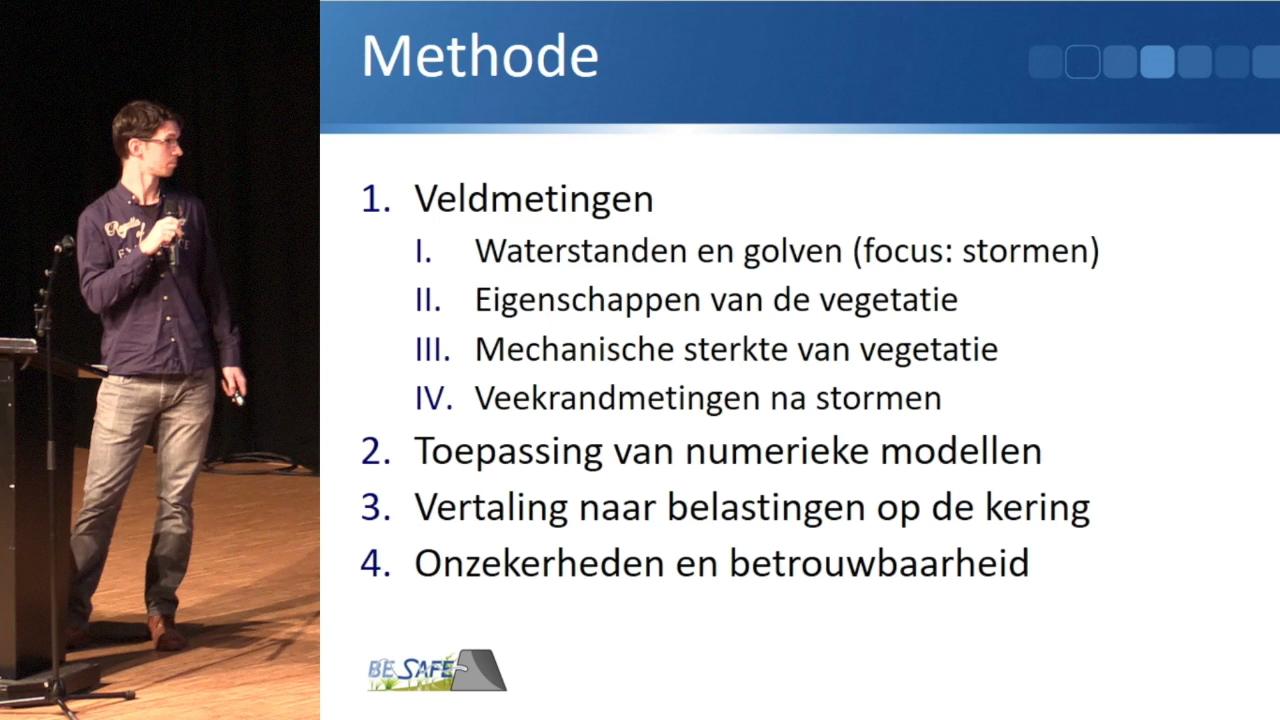 Methode
1. Veldmetingen
I. Waterstanden en golven (focus: stormen)
II. Eigenschappen van de vegetatie
III. Mechanische sterkte van vegetatie
IV. Veekrandmetingen na stormen
2. Toepassing van numerieke modellen
3. Vertaling naar belastingen op de kering
4. Onzekerheden en betrouwbaarheid
BE SAFE